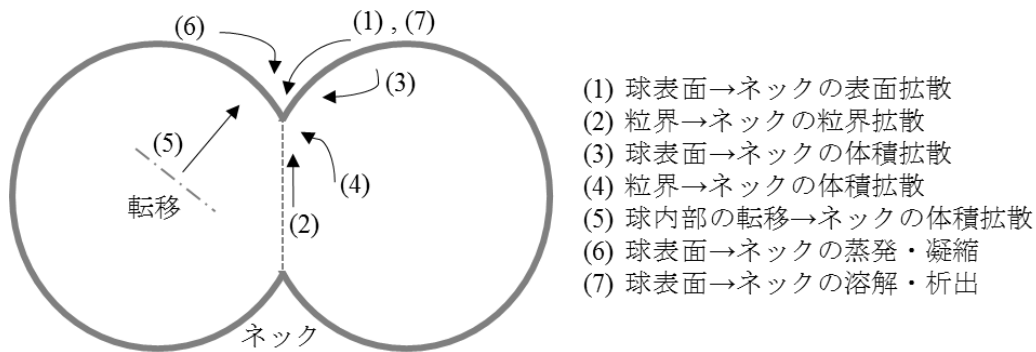 (6)
(1) , (7)
(3)
(5)
転移
(4)
(2)
ネック
(1) 球表面→ネックの表面拡散
(2) 粒界→ネックの粒界拡散
(3) 球表面→ネックの体積拡散
(4) 粒界→ネックの体積拡散
(5) 球内部の転移→ネックの体積拡散
(6) 球表面→ネックの蒸発・凝縮
(7) 球表面→ネックの溶解・析出